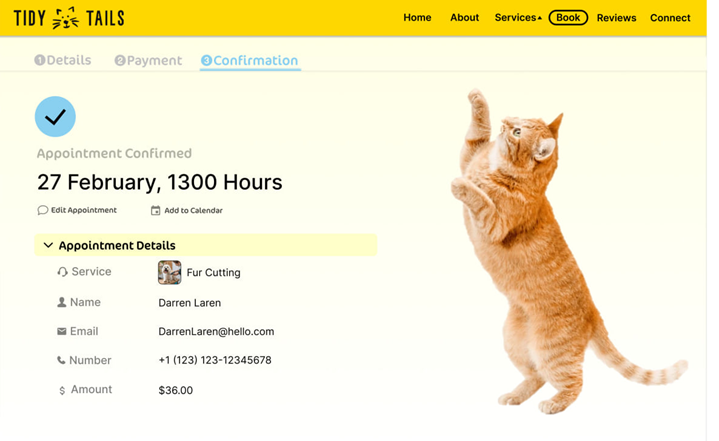 TIDY TAILS
Home About Services Book Reviews Connect
1 Details 2 Payment 3 Confirmation
Appointment Confirmed
27 February, 1300 Hours
Edit Appointment Add to Calendar
Appointment Details
Service Fur Cutting
Name Darren Laren
Email DarrenLaren@hello.com
Number +1 (123) 123-12345678
$ Amount $36.00